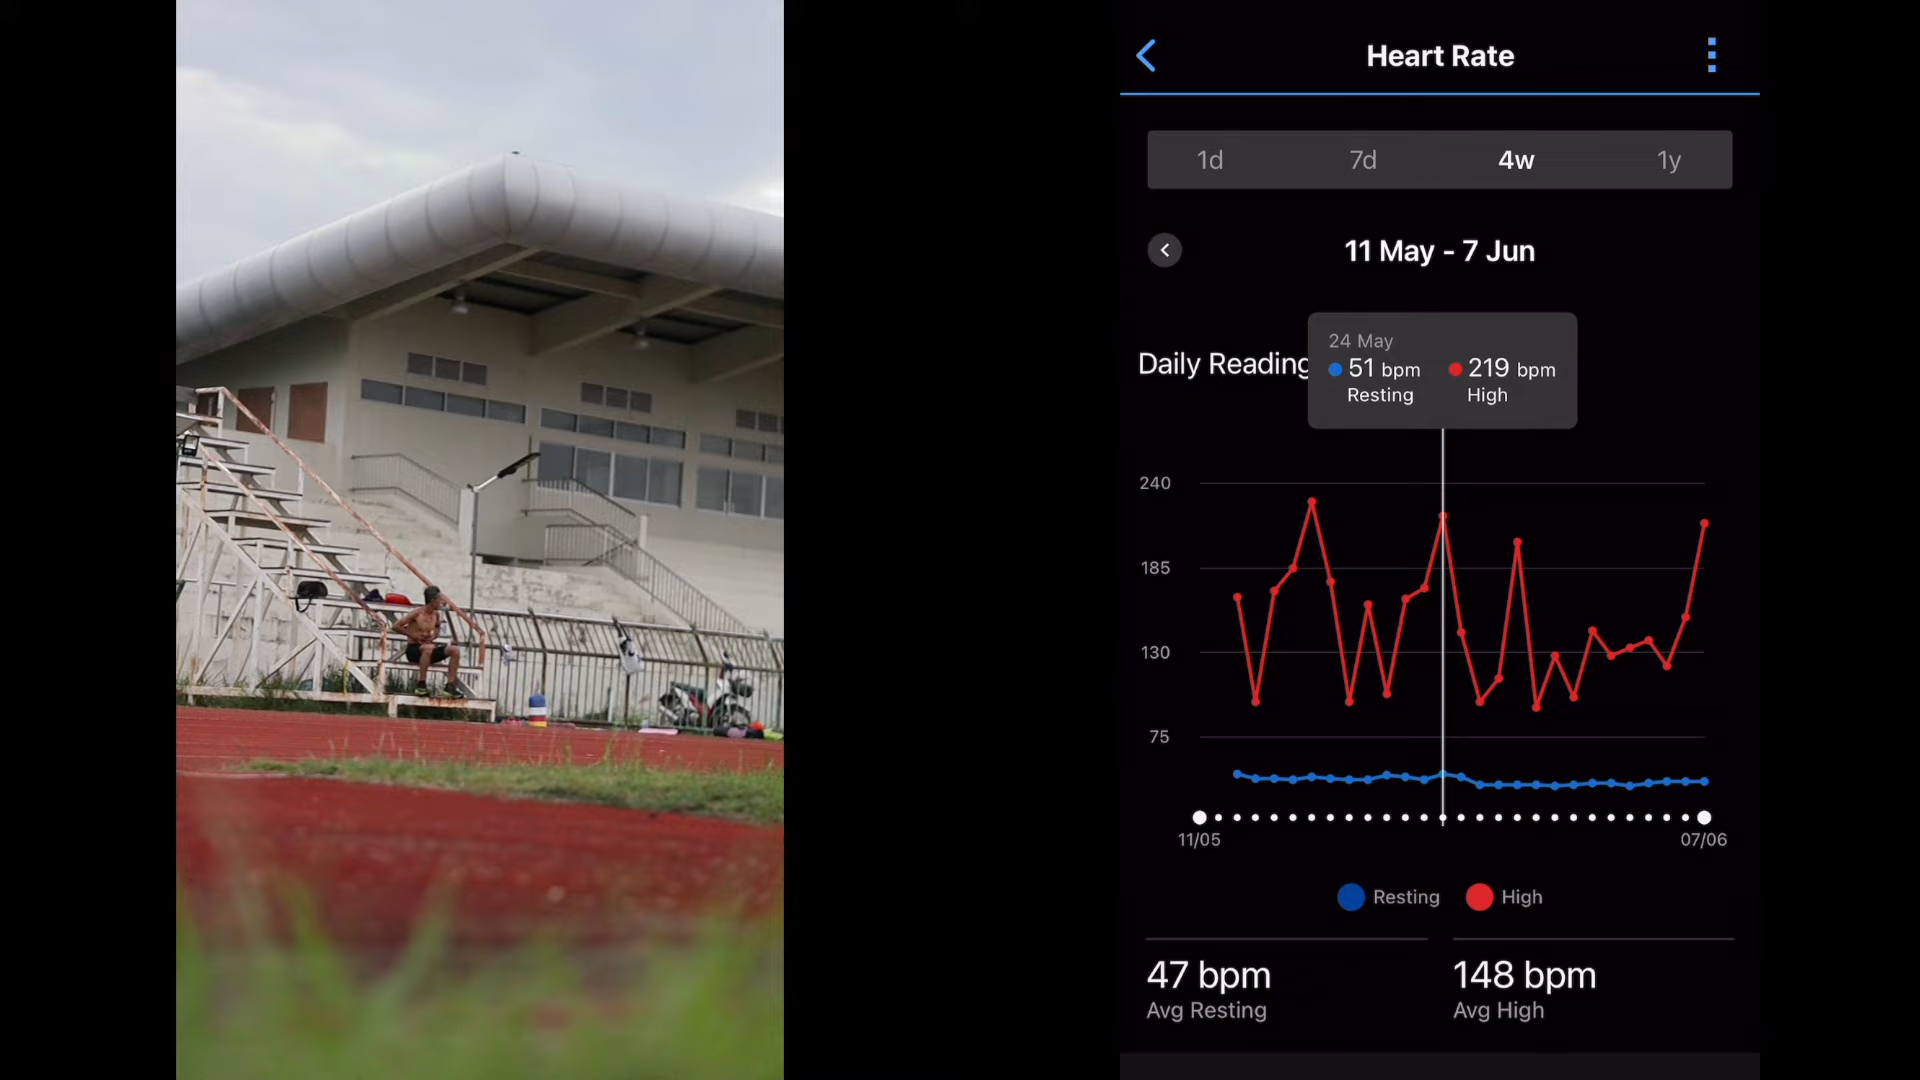 Heart Rate
1d 7d 4w 1y
11 May - 7 Jun
24 May
Daily Reading
51 bpm 219 bpm
Resting High
240
185
130
75
11/05 07/06
Resting High
47 bpm 148 bpm
Avg Resting Avg High